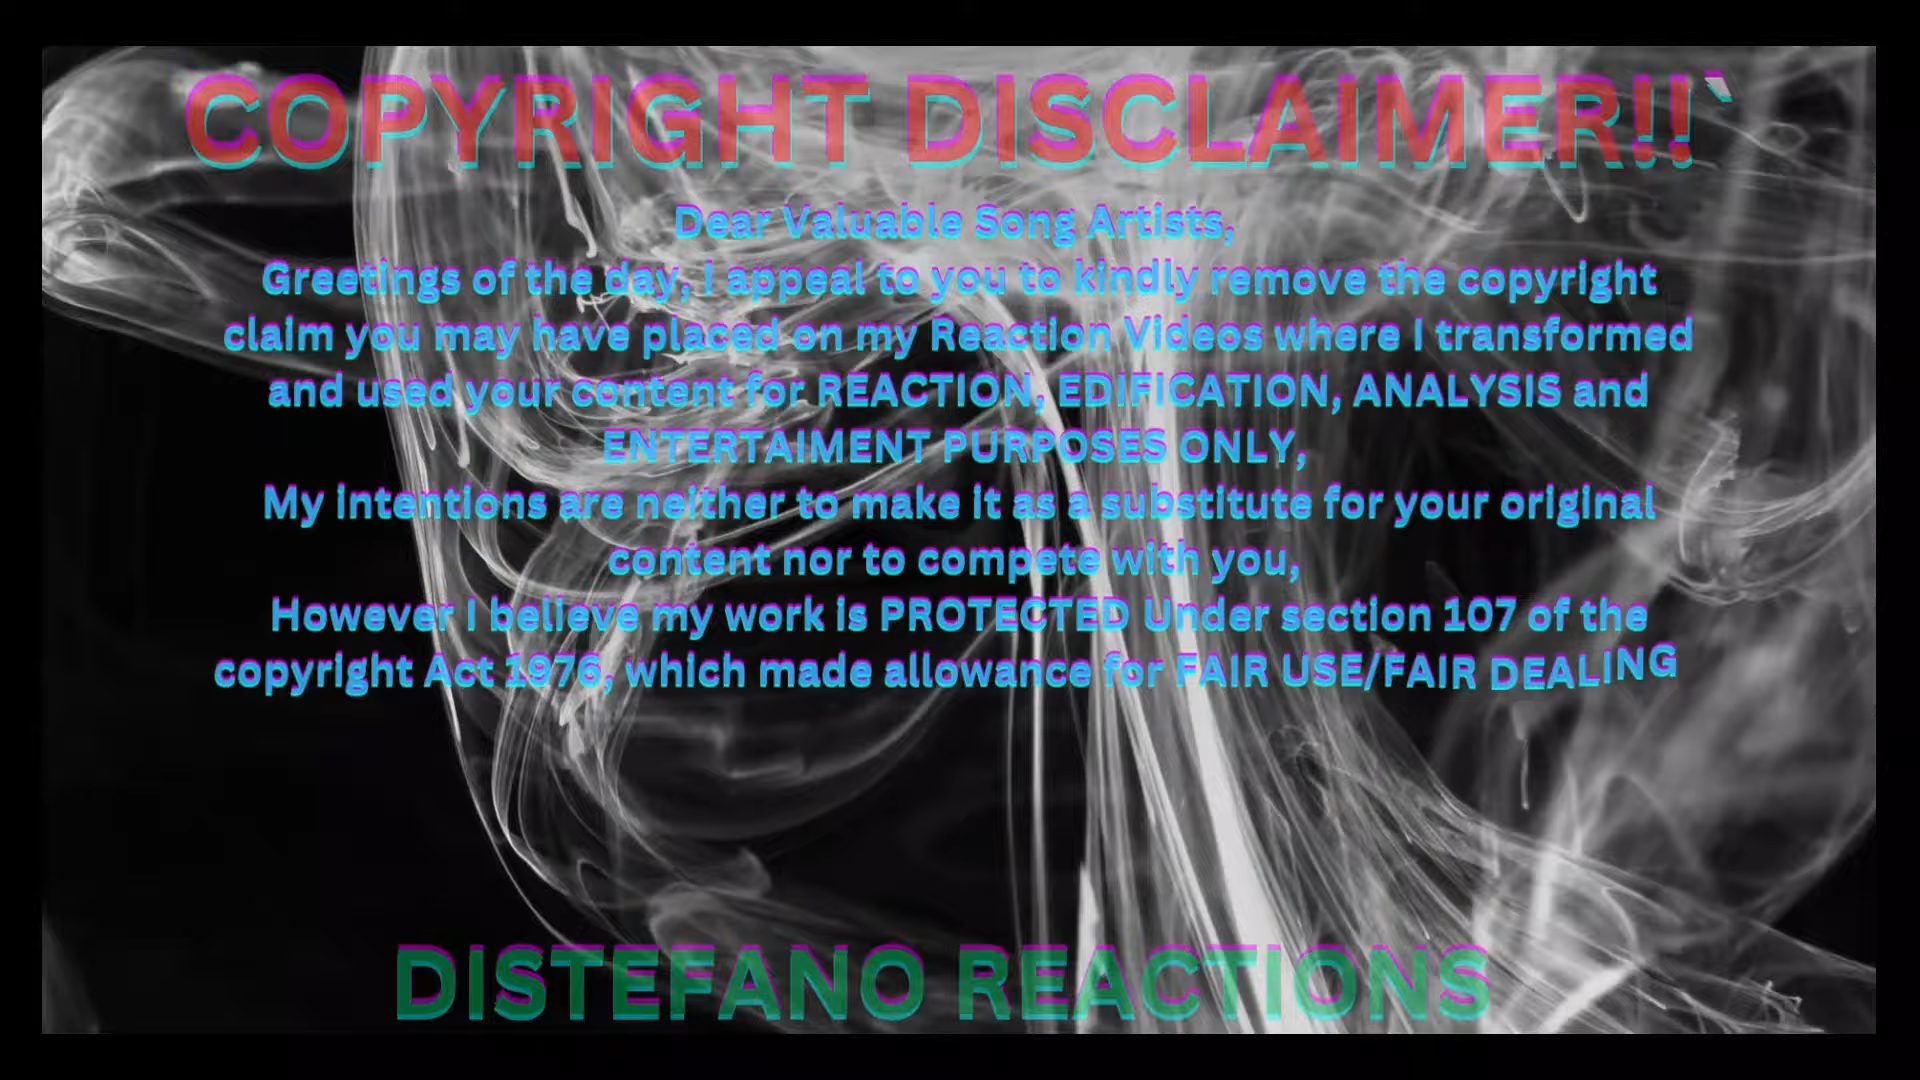 COPYRIGHT DISCLAIMER!!`
Dear Valuable Song Artists,
Greetings of the day, I appeal to you to kindly remove the copyright
claim you may have placed on my Reaction Videos where I transformed
and used your content for REACTION, EDIFICATION, ANALYSIS and
ENTERTAIMENT PURPOSES ONLY,
My intentions are neither to make it as a substitute for your original
content nor to compete with you,
However I believe my work is PROTECTED Under section 107 of the
copyright Act 1976, which made allowance for FAIR USE/FAIR DEALING
DISTEFANO REACTIONS